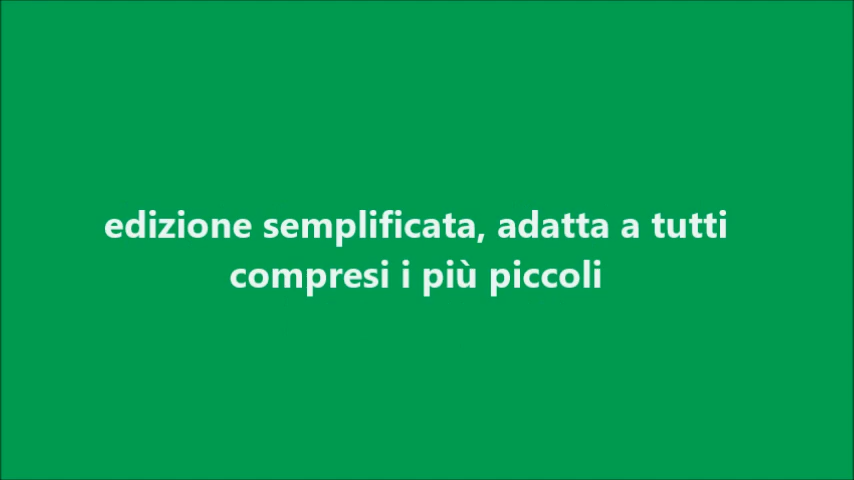 edizione semplificata, adatta a tutti
compresi i più piccoli